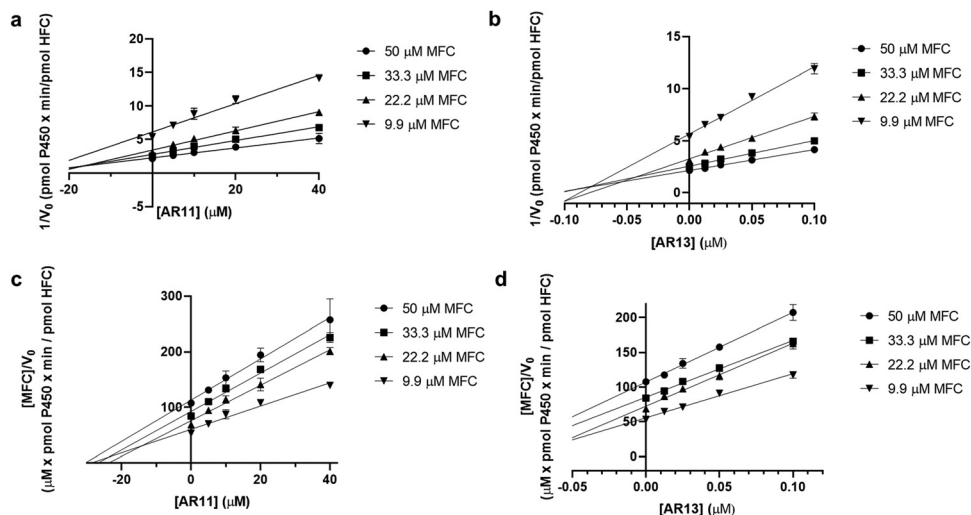 a
1/V0 (pmol P450 x min/pmol HFC)
20
15
10
5
-5
-20
0
20
40
[AR11] (μM)
50 μM MFC
33.3 μM MFC
22.2 μM MFC
9.9 μM MFC
b
1/V0 (pmol P450 x min/pmol HFC)
15
10
5
0
-0.10
-0.05
0.00
0.05
0.10
[AR13] (μM)
50 μM MFC
33.3 μM MFC
22.2 μM MFC
9.9 μM MFC
c
[MFC]/V0
(μM x pmol P450 x min / pmol HFC)
300
200
100
-20
0
20
40
[AR11] (μM)
50 μM MFC
33.3 μM MFC
22.2 μM MFC
9.9 μM MFC
d
[MFC]/V0
(μM x pmol P450 x min / pmol HFC)
200
150
100
50
0
-0.05
0.00
0.05
0.10
[AR13] (μM)
50 μM MFC
33.3 μM MFC
22.2 μM MFC
9.9 μM MFC